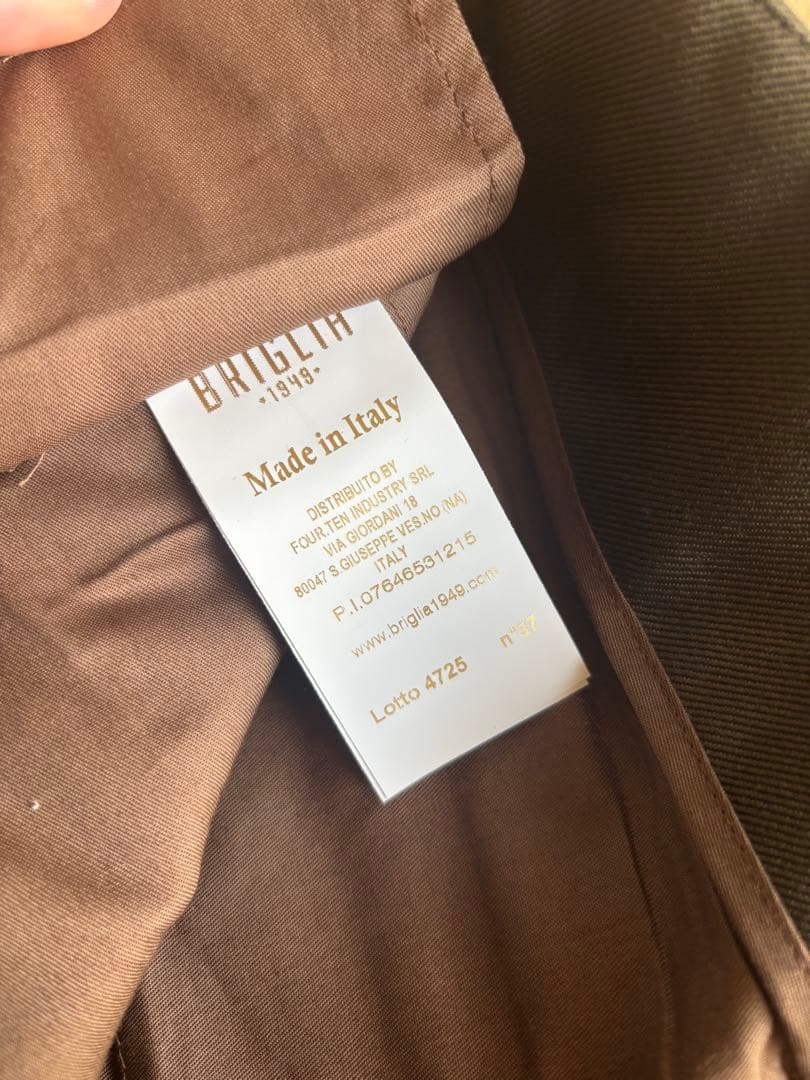 BRIGLIA
*1949*
Made in Italy
DISTRIBUITO BY
FOUR.TEN INDUSTRY SRL
VIA GIORDANI 18
80047 S.GIUSEPPE VES.NO (NA)
ITALY
P.I.07646531215
www.briglia1949.com
Lotto 4725 n°37